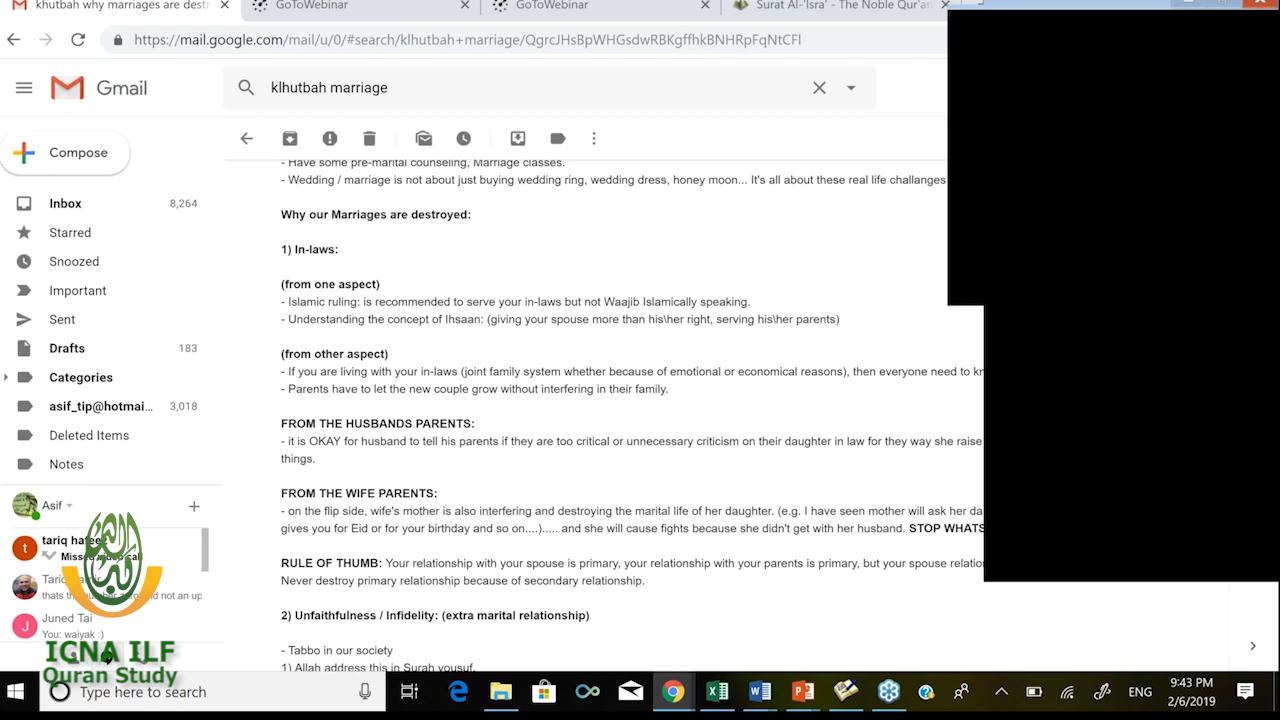 khutbah why marriages are destr
GoToWebinar
GoToWebinar
Surat Al-'Isra' - The Noble Qur'an
https://mail.google.com/mail/u/0/#search/klhutbah+marriage/QgrcJHsBpWHGsdwRBKgffhkBNHRpFqNtCFl
Gmail
klhutbah marriage
Compose
Inbox 8,264
Starred
Snoozed
Important
Sent
Drafts 183
Categories
asif_tip@hotmai... 3,018
Deleted Items
Notes
Asif
tariq
Missed
Tariq
thats the not an up
Juned Tai
You: waiyak :)
ICNA ILF
Quran Study
- Have some pre-marital counseling, Marriage classes.
- Wedding / marriage is not about just buying wedding ring, wedding dress, honey moon... It's all about these real life challanges
Why our Marriages are destroyed:
1) In-laws:
(from one aspect)
- Islamic ruling: is recommended to serve your in-laws but not Waajib Islamically speaking.
- Understanding the concept of Ihsaan: (giving your spouse more than his\her right, serving his\her parents)
(from other aspect)
- If you are living with your in-laws (joint family system whether because of emotional or economical reasons), then everyone need to kn
- Parents have to let the new couple grow without interfering in their family.
FROM THE HUSBANDS PARENTS:
- it is OKAY for husband to tell his parents if they are too critical or unnecessary criticism on their daughter in law for they way she raise
things.
FROM THE WIFE PARENTS:
- on the flip side, wife's mother is also interfering and destroying the marital life of her daughter. (e.g. I have seen mother will ask her da
gives you for Eid or for your birthday and so on....)..... and she will cause fights because she didn't get with her husband. STOP WHATS
RULE OF THUMB: Your relationship with your spouse is primary, your relationship with your parents is primary, but your spouse relatio
Never destroy primary relationship because of secondary relationship.
2) Unfaithfulness / Infidelity: (extra marital relationship)
- Tabbo in our society
1) Allah address this in Surah yousuf.
Type here to search
ENG
9:43 PM
2/6/2019